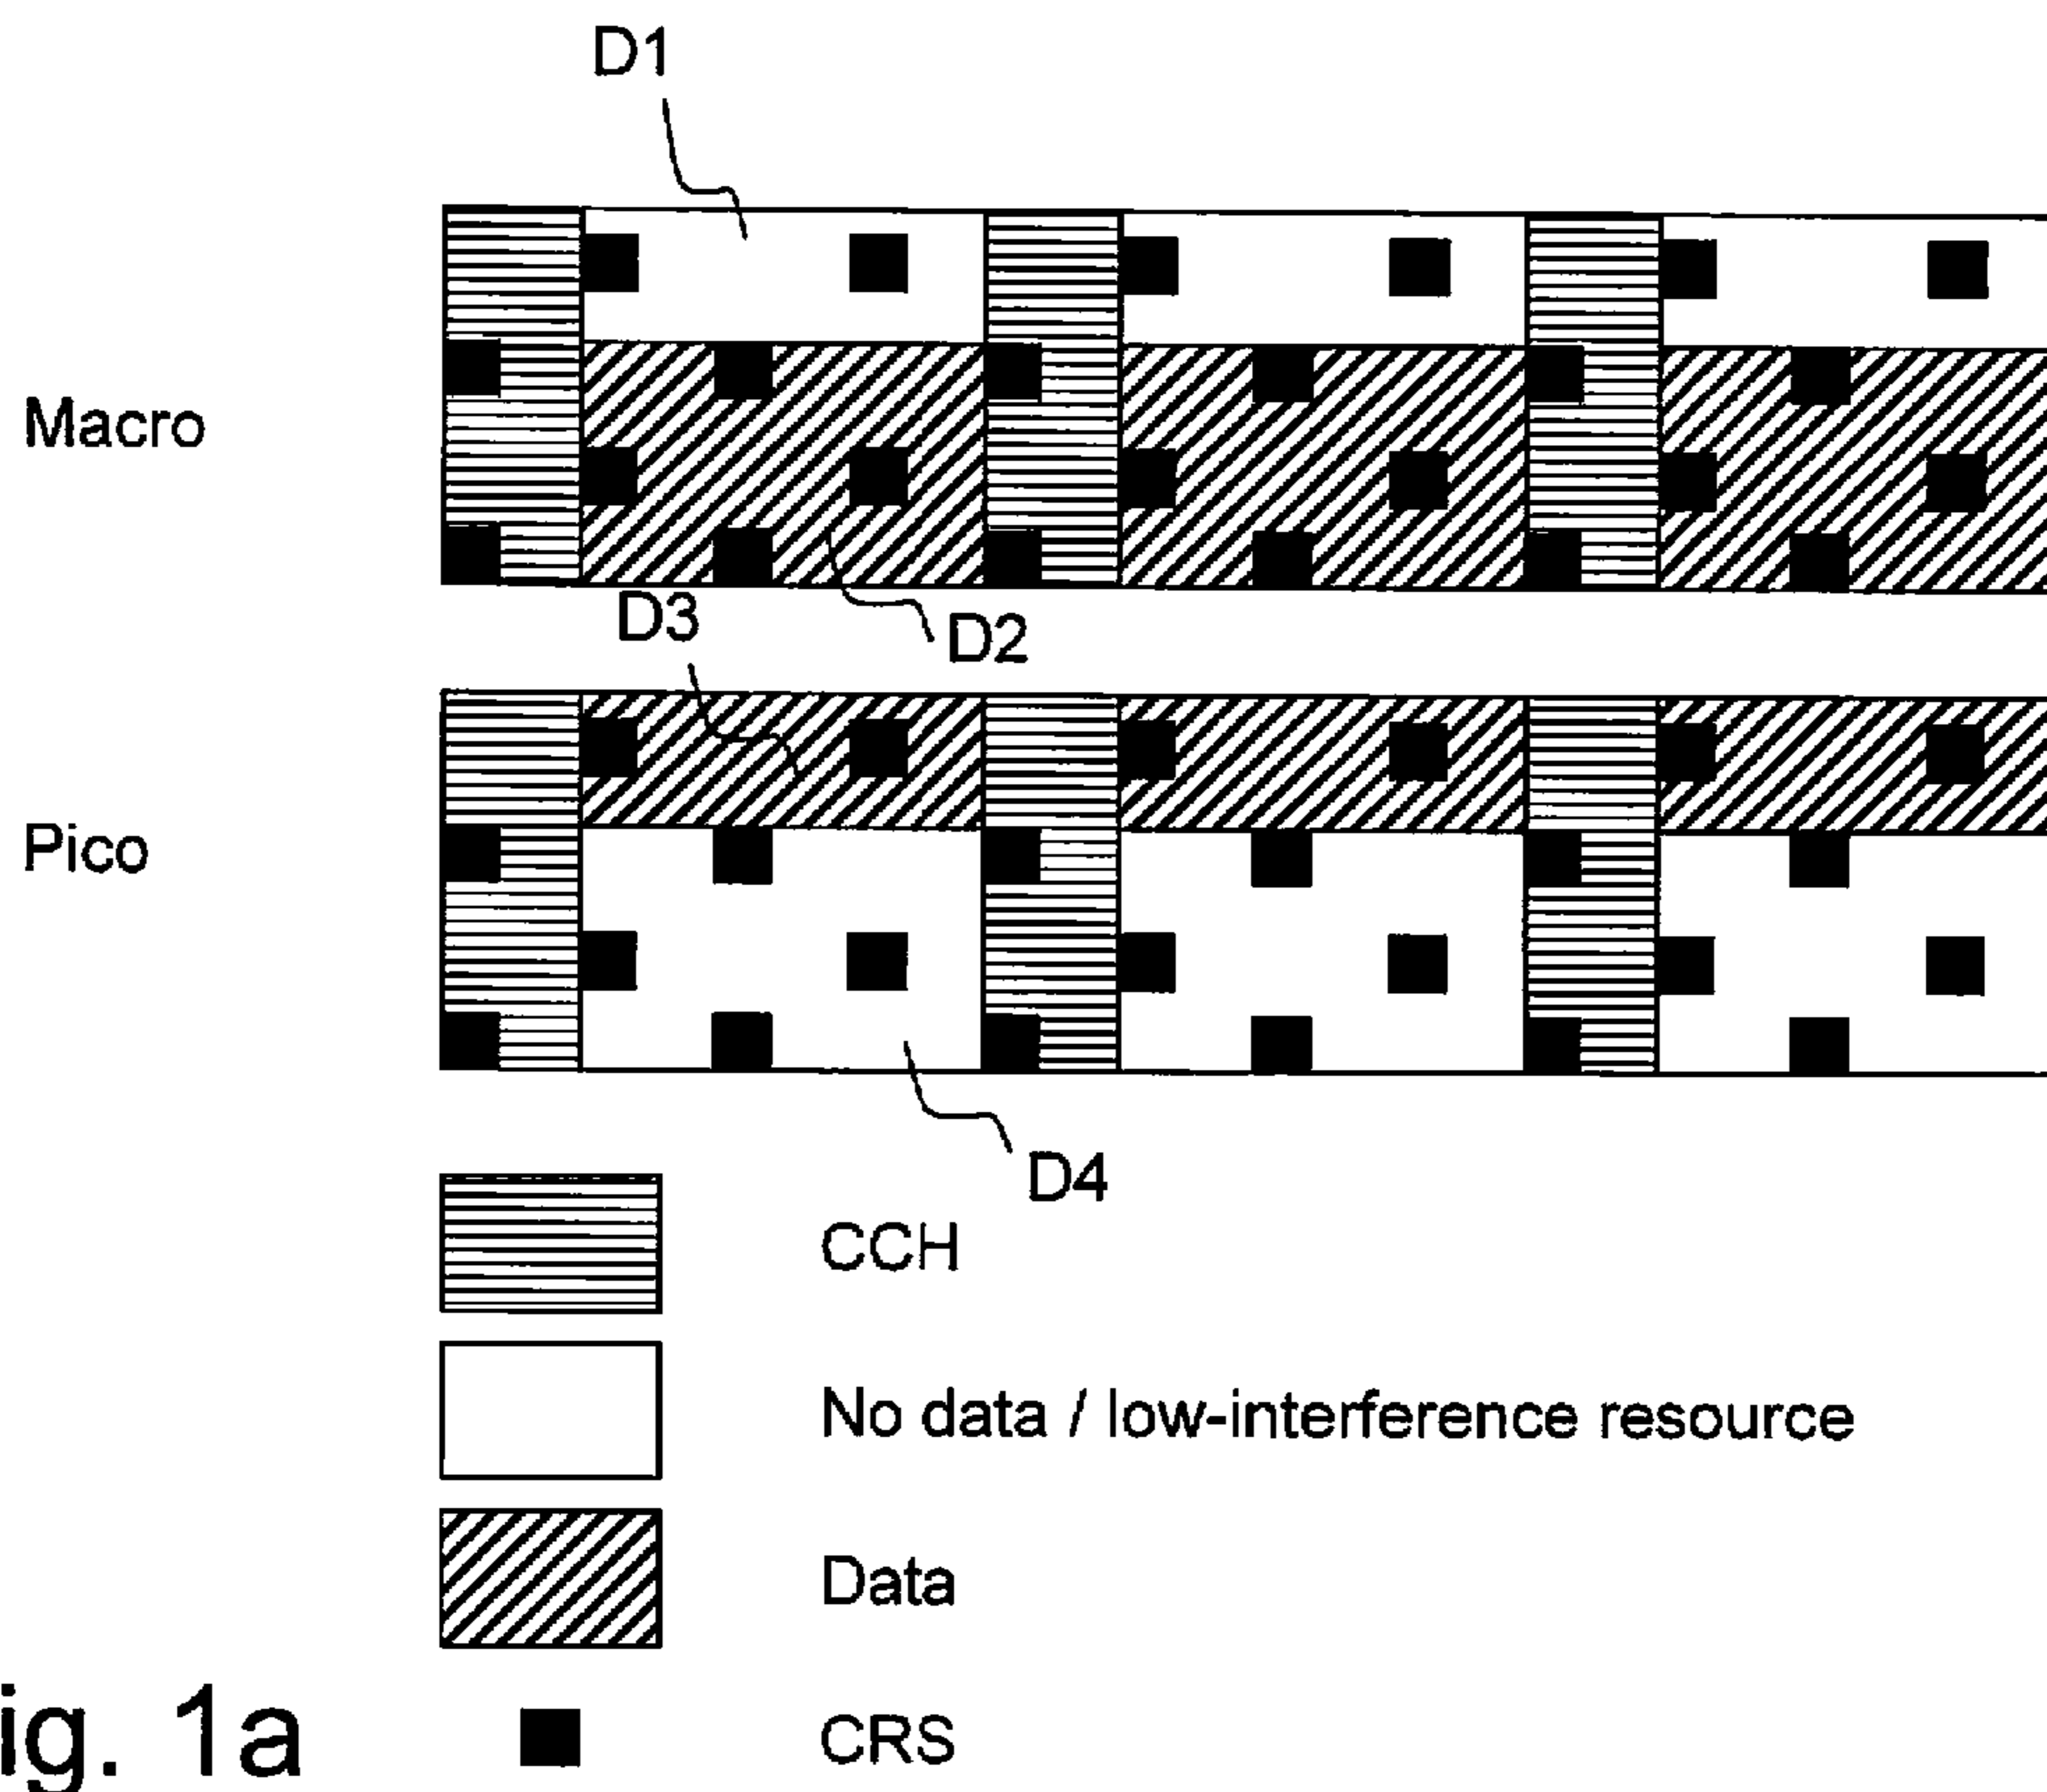 D1
Macro
D3
D2
Pico
D4
CCH
No data / low-interference resource
Data
ig. 1a
CRS